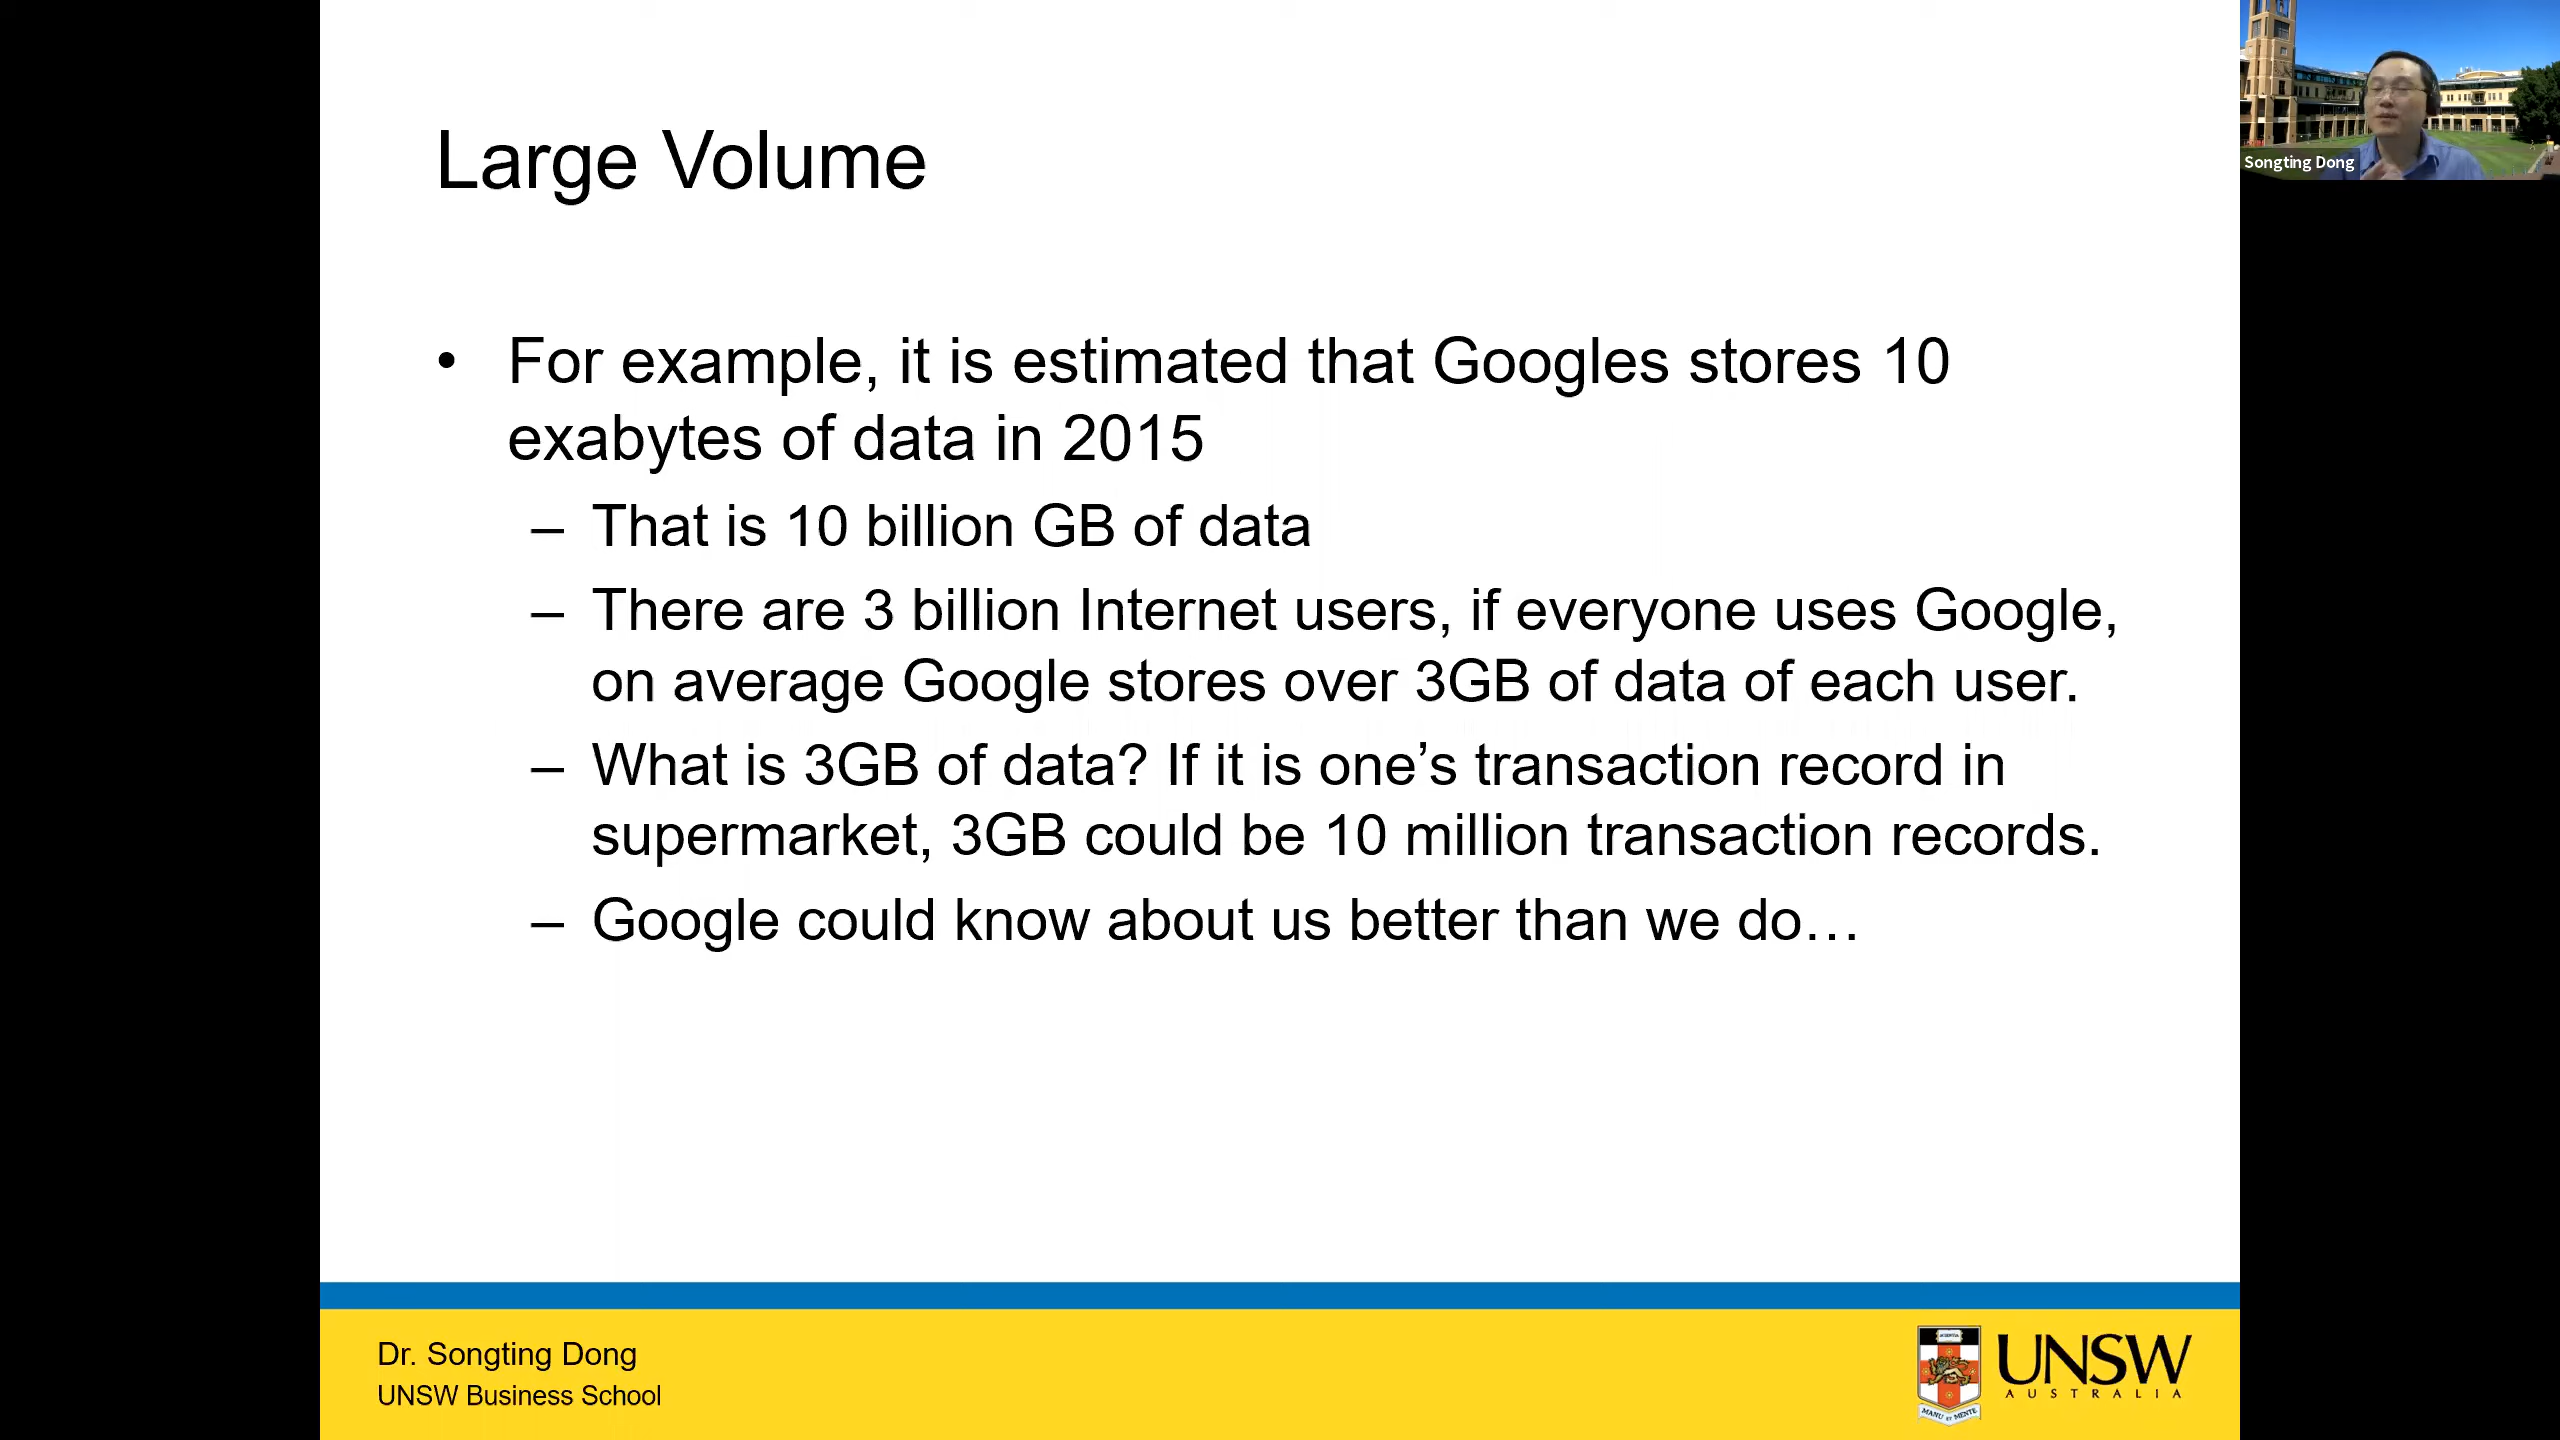 Large Volume
• For example, it is estimated that Googles stores 10
exabytes of data in 2015
– That is 10 billion GB of data
– There are 3 billion Internet users, if everyone uses Google,
on average Google stores over 3GB of data of each user.
– What is 3GB of data? If it is one’s transaction record in
supermarket, 3GB could be 10 million transaction records.
– Google could know about us better than we do…
Songting Dong
Dr. Songting Dong
UNSW Business School
SCIENTIA
MANU ET MENTE
UNSW
AUSTRALIA